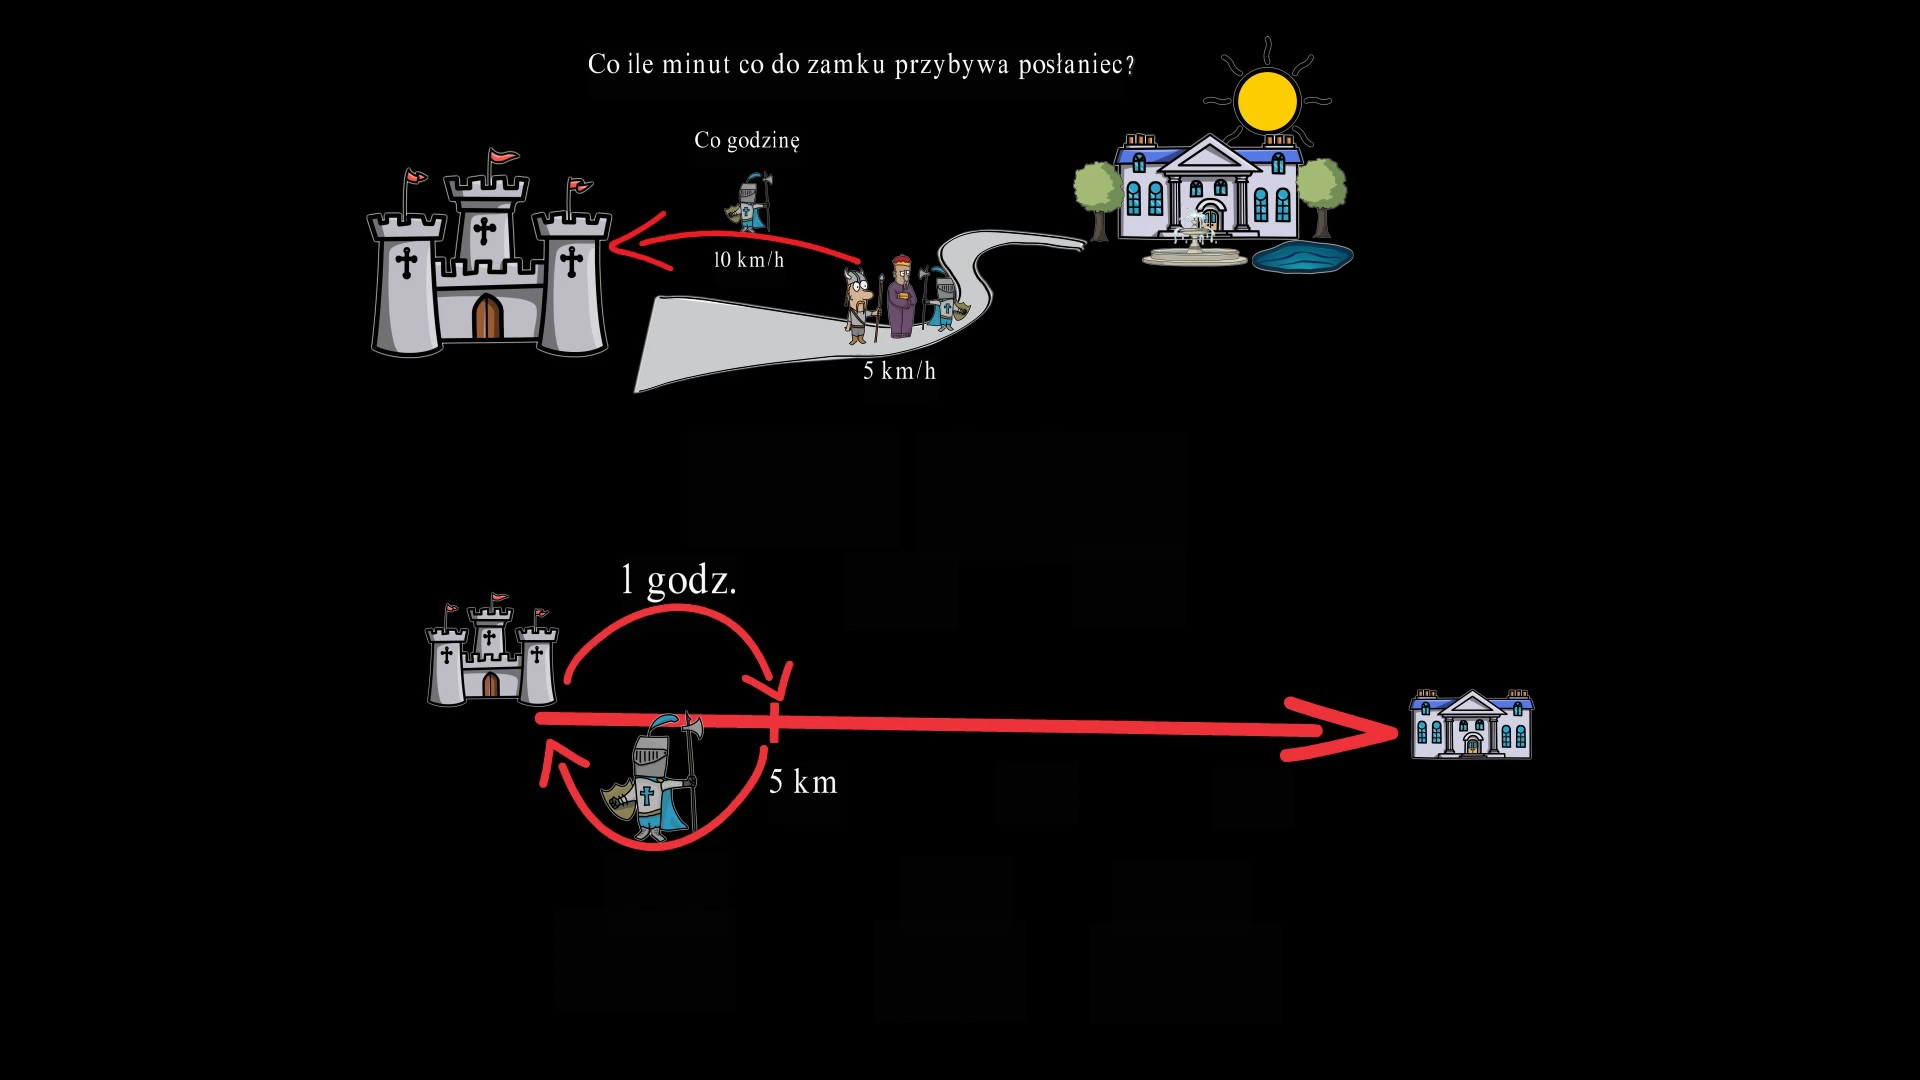 Co ile minut co do zamku przybywa posłaniec?
Co godzinę
10 km/h
5 km/h
1 godz.
5 km